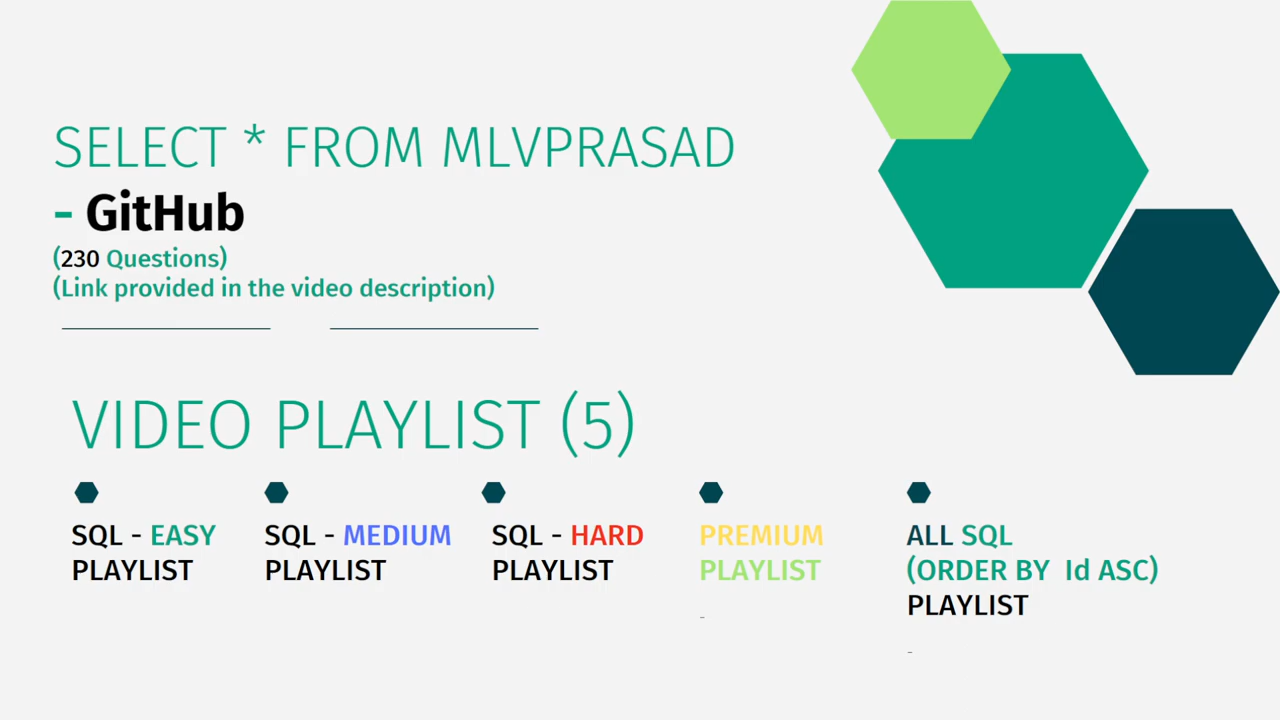 SELECT * FROM MLVPRASAD
- GitHub
(230 Questions)
(Link provided in the video description)
VIDEO PLAYLIST (5)
SQL - EASY
PLAYLIST
SQL - MEDIUM
PLAYLIST
SQL - HARD
PLAYLIST
PREMIUM
PLAYLIST
-
ALL SQL
(ORDER BY Id ASC)
PLAYLIST
-